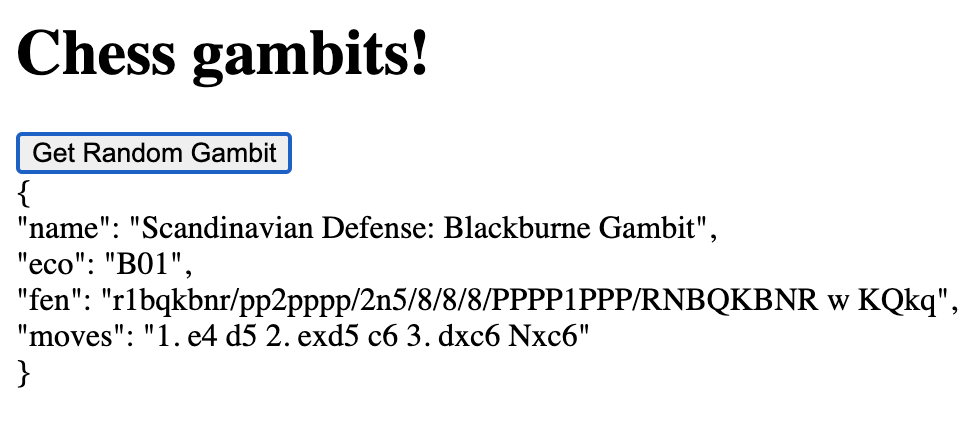 Chess gambits!
Get Random Gambit
{
"name": "Scandinavian Defense: Blackburne Gambit",
"eco": "B01",
"fen": "r1bqkbnr/pp2pppp/2n5/8/8/8/PPPP1PPP/RNBQKBNR w KQkq",
"moves": "1. e4 d5 2. exd5 c6 3. dxc6 Nxc6"
}